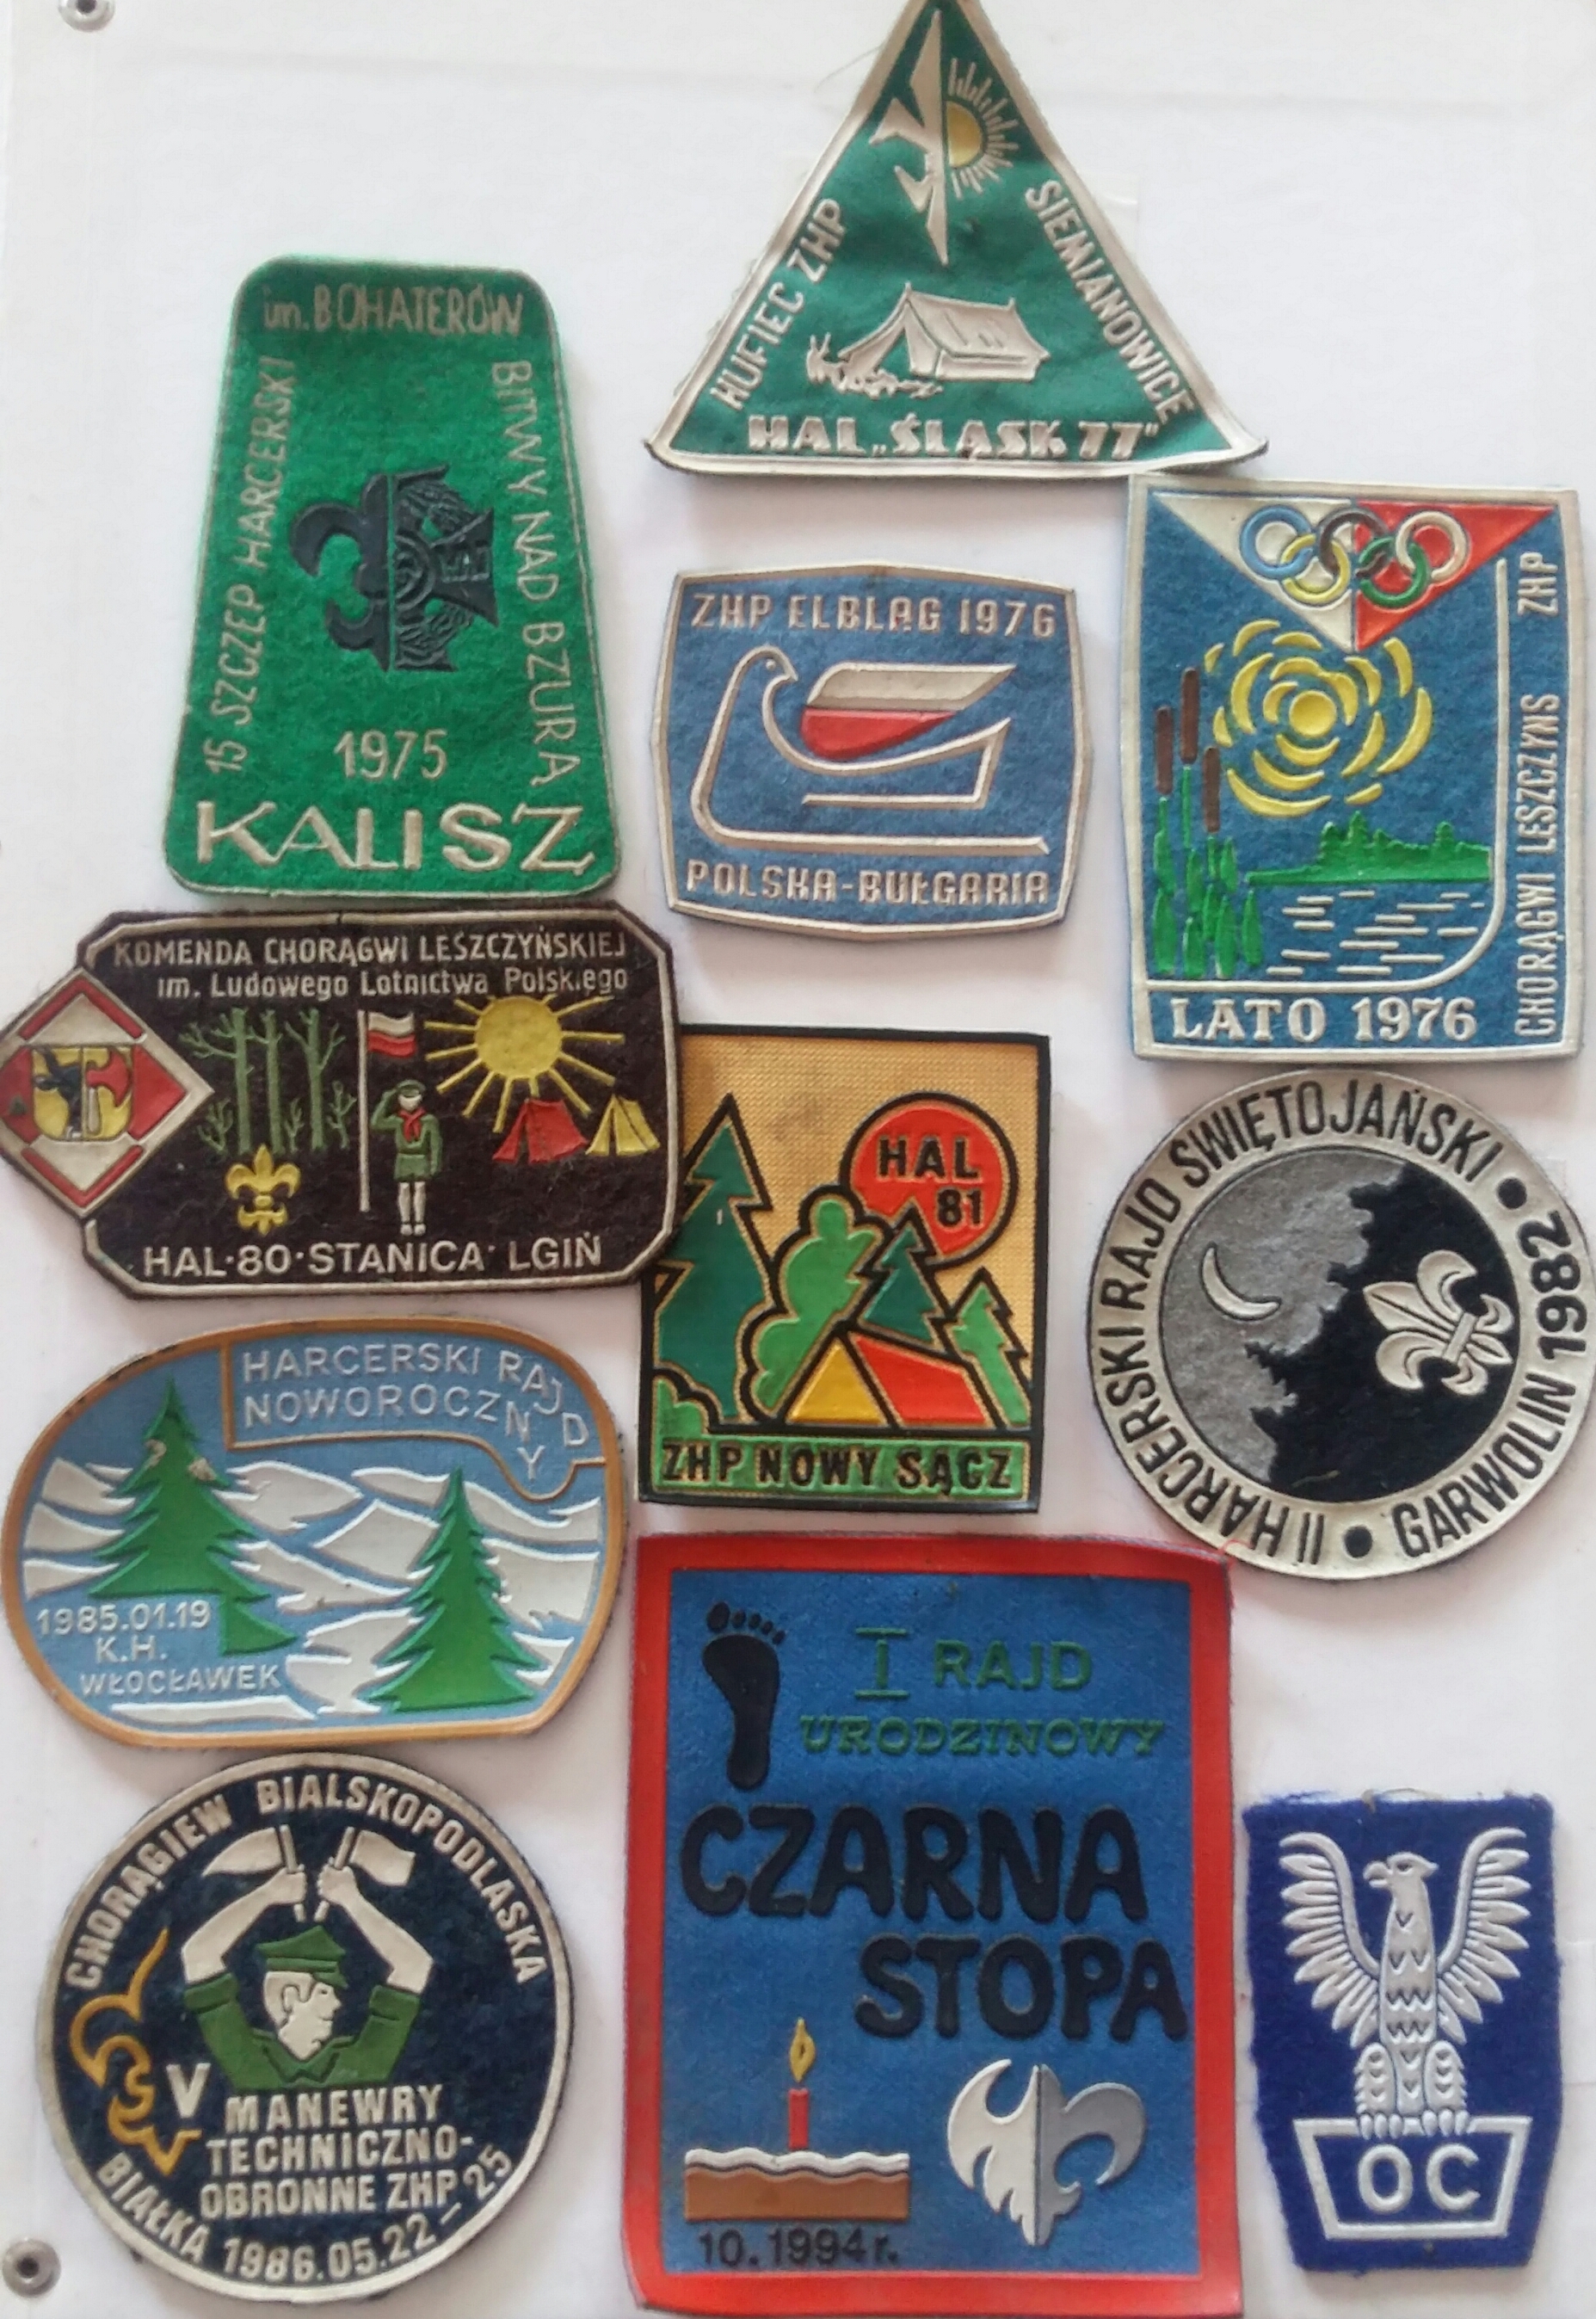 HUFIEC ZHP
SIEMIANOWICE
HAL „ŚLĄSK 77"
15 SZCZEP HARCERSKI
im. BOHATERÓW
BITWY NAD BZURĄ
1975
KALISZ
ZHP ELBLĄG 1976
POLSKA-BUŁGARIA
ZHP
CHORĄGWI LESZCZYNS
LATO 1976
KOMENDA CHORĄGWI LESZCZYŃSKIEJ
im. Ludowego Lotnictwa Polskiego
HAL·80·STANICA LGIŃ
HAL
81
ZHP NOWY SĄCZ
II HARCERSKI RAJD ŚWIĘTOJAŃSKI •
GARWOLIN 1982 •
HARCERSKI RAJD
NOWOROCZNY
1985.01.19
K.H.
WŁOCŁAWEK
I RAJD
URODZINOWY
CZARNA
STOPA
10.1994r.
CHORĄGIEW BIALSKOPODLASKA
V MANEWRY
TECHNICZNO-
OBRONNE ZHP
BIAŁKA 1986.05.22-25
OC